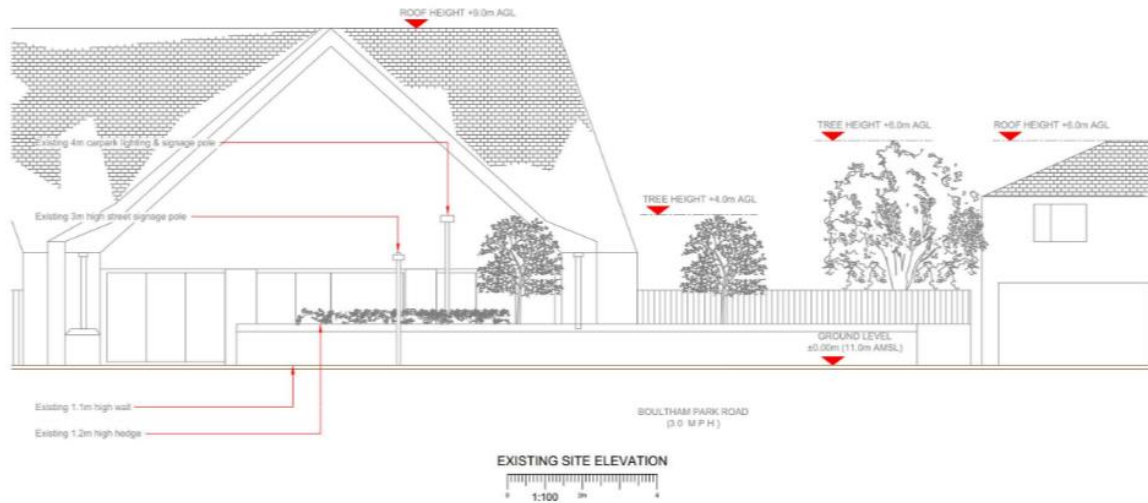 ROOF HEIGHT +9.0m AGL
TREE HEIGHT +6.0m AGL
ROOF HEIGHT +6.0m AGL
Existing 4m carpark lighting & signage pole
TREE HEIGHT +4.0m AGL
Existing 3m high street signage pole
GROUND LEVEL
±0.00m (11.0m AMSL)
Existing 1.1m high wall
BOULTHAM PARK ROAD
(30 MPH)
Existing 1.2m high hedge
EXISTING SITE ELEVATION
0 2m 4
1:100